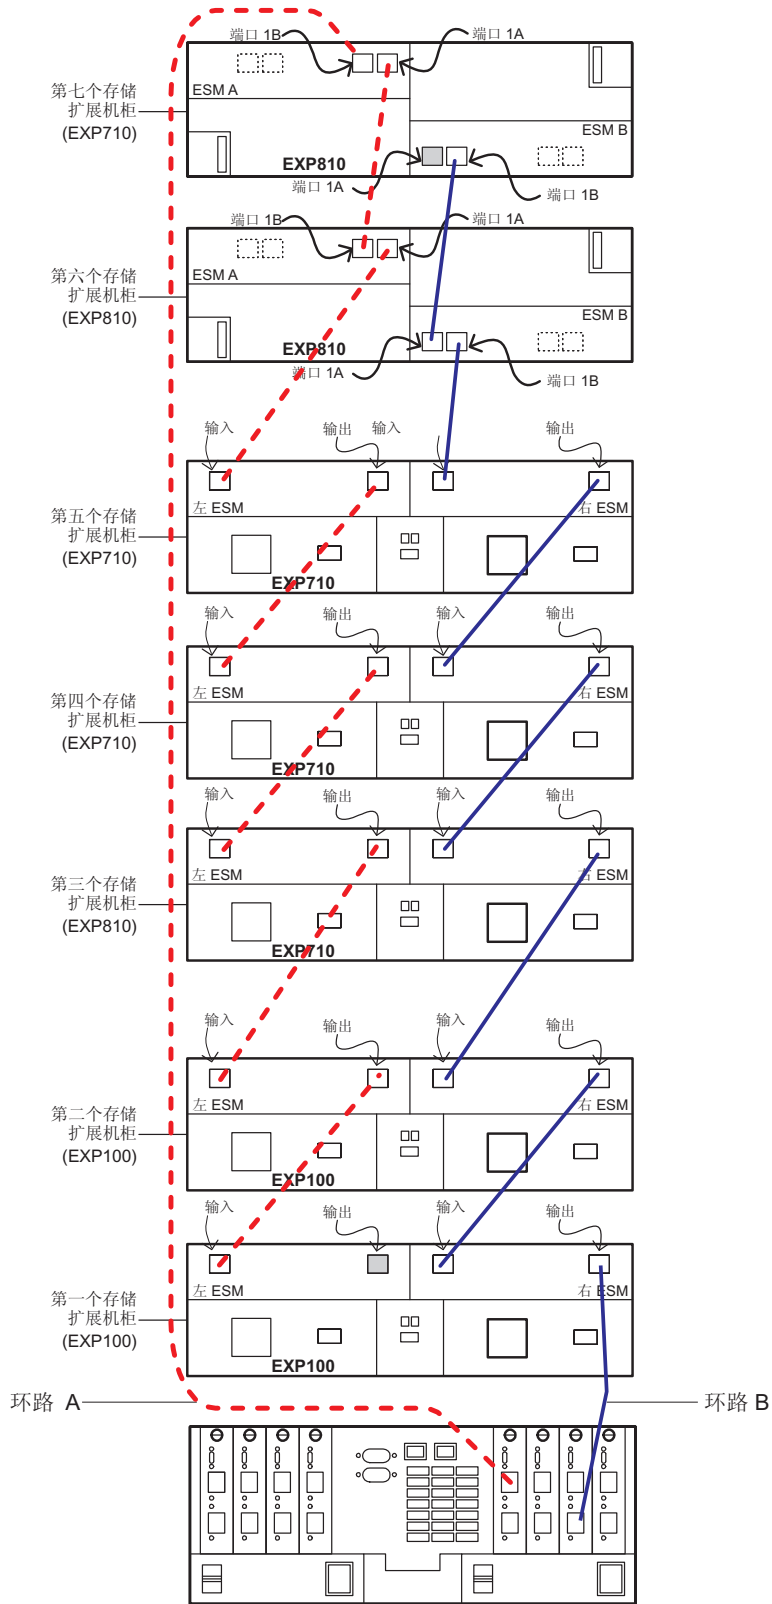 端口 1B
端口 1A
第七个存储
扩展机柜
(EXP710)
ESM A
ESM B
EXP810
端口 1A
端口 1B
端口 1B
端口 1A
第六个存储
扩展机柜
(EXP810)
ESM A
ESM B
EXP810
端口 1A
端口 1B
输入
输出
输入
输出
第五个存储
扩展机柜
(EXP710)
左 ESM
右 ESM
EXP710
输入
输出
输入
输出
第四个存储
扩展机柜
(EXP710)
左 ESM
右 ESM
EXP710
输入
输出
输入
输出
第三个存储
扩展机柜
(EXP810)
左 ESM
右 ESM
EXP710
输入
输出
输入
输出
第二个存储
扩展机柜
(EXP100)
左 ESM
右 ESM
EXP100
输入
输出
输入
输出
第一个存储
扩展机柜
(EXP100)
左 ESM
右 ESM
EXP100
环路 A
环路 B